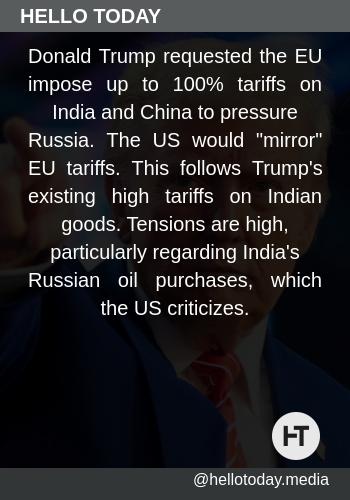 HELLO TODAY
Donald Trump requested the EU
impose up to 100% tariffs on
India and China to pressure
Russia. The US would "mirror"
EU tariffs. This follows Trump's
existing high tariffs on Indian
goods. Tensions are high,
particularly regarding India's
Russian oil purchases, which
the US criticizes.
HT
@hellotoday.media